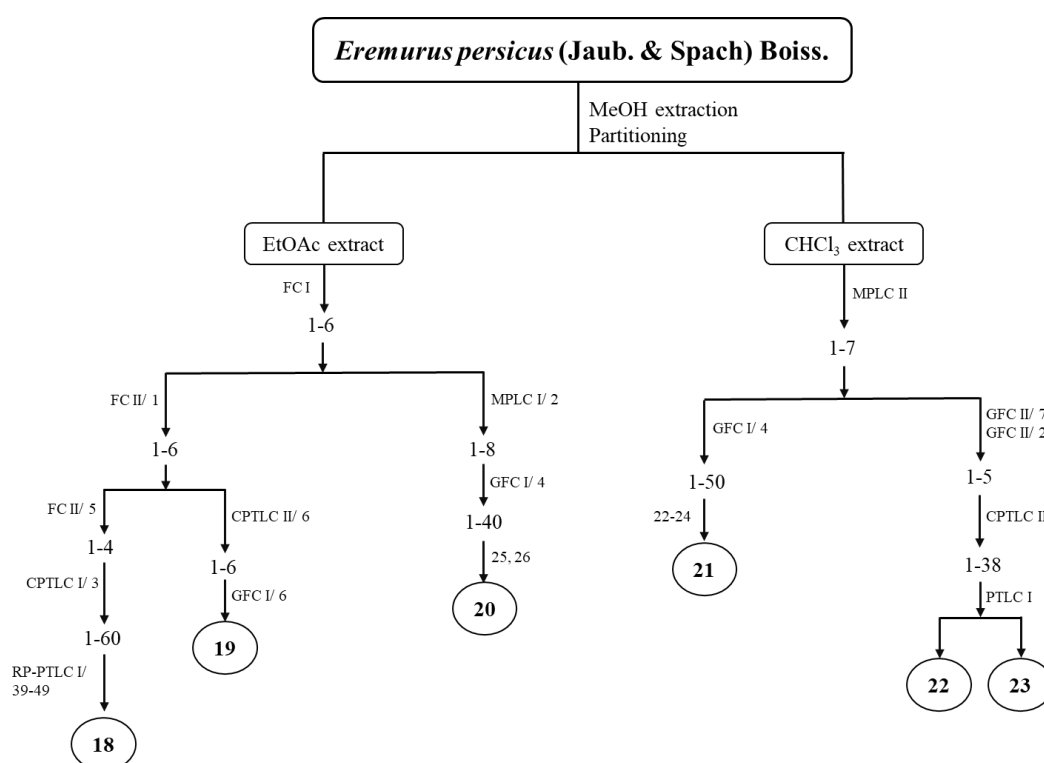 Eremurus persicus (Jaub. & Spach) Boiss.
MeOH extraction
Partitioning
EtOAc extract
CHCl3 extract
FC I
MPLC II
1-6
1-7
FC II/ 1
MPLC I/ 2
GFC I/ 4
GFC II/ 7
GFC II/ 2
1-6
1-8
1-50
1-5
FC II/ 5
CPTLC II/ 6
GFC I/ 4
22-24
CPTLC II
1-4
1-6
1-40
21
1-38
CPTLC I/ 3
GFC I/ 6
25, 26
PTLC I
1-60
19
20
22
23
RP-PTLC I/
39-49
18